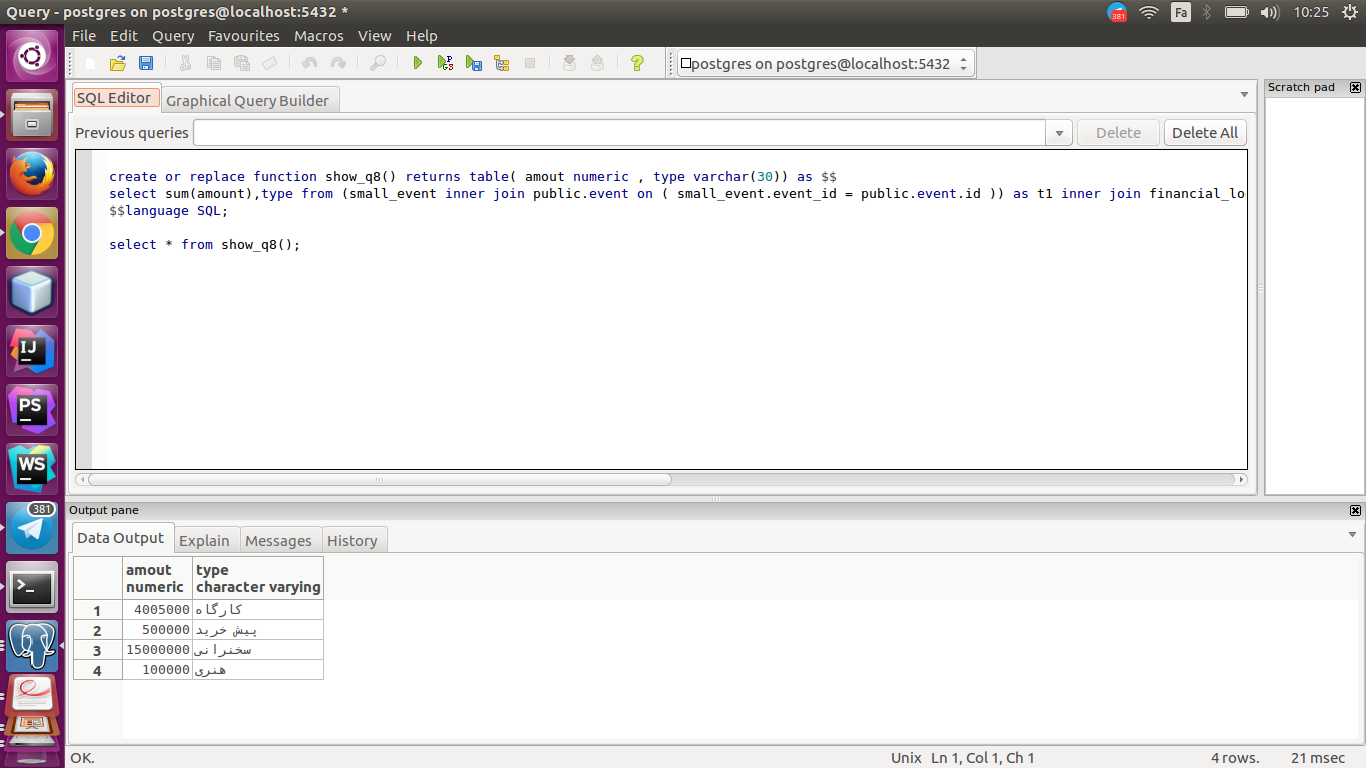 Query - postgres on postgres@localhost:5432 *
381
Fa
10:25
File Edit Query Favourites Macros View Help
postgres on postgres@localhost:5432
SQL Editor
Graphical Query Builder
Scratch pad
Previous queries
Delete
Delete All
create or replace function show_q8() returns table( amout numeric , type varchar(30)) as $$
select sum(amount),type from (small_event inner join public.event on ( small_event.event_id = public.event.id )) as t1 inner join financial_lo
$$language SQL;
select * from show_q8();
IJ
PS
WS
381
Output pane
Data Output
Explain
Messages
History
amout type
numeric character varying
1 4005000 کارگاه
2 500000 پیش خرید
3 15000000 سخنرانی
4 100000 هنری
OK.
Unix Ln 1, Col 1, Ch 1
4 rows.
21 msec